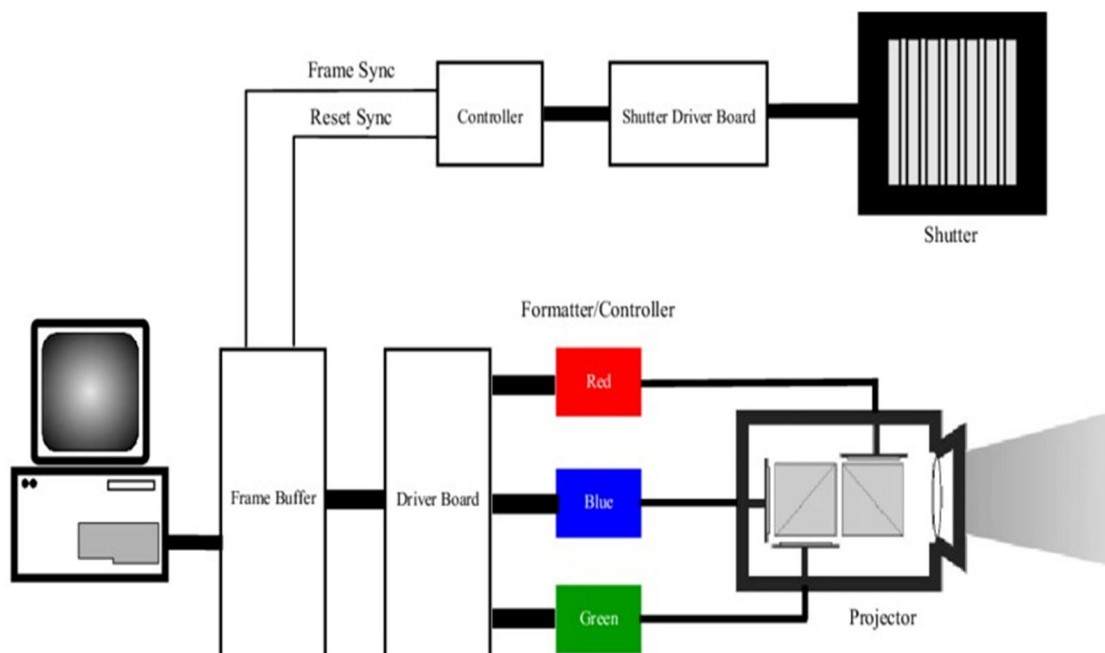 Frame Sync
Reset Sync
Controller
Shutter Driver Board
Shutter
Formatter/Controller
Red
Frame Buffer
Driver Board
Blue
Green
Projector